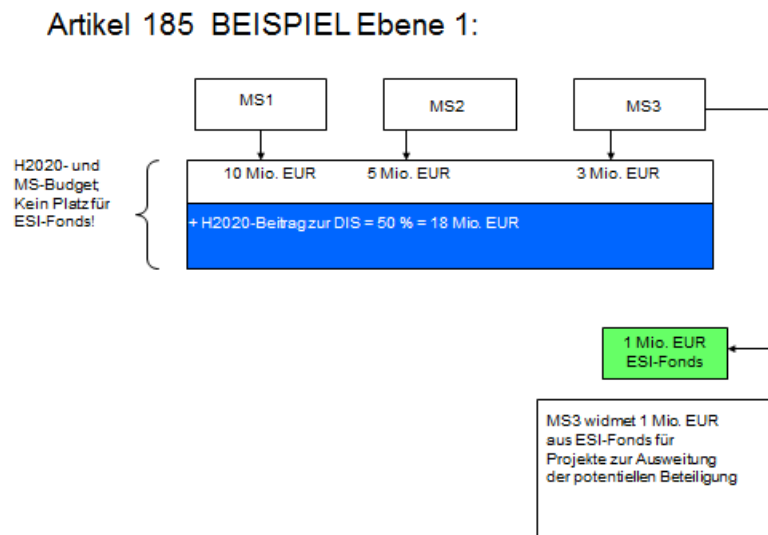 Artikel 185 BEISPIEL Ebene 1:
MS1
MS2
MS3
H2020- und
MS-Budget;
Kein Platz für
ESI-Fonds!
10 Mio. EUR
5 Mio. EUR
3 Mio. EUR
+ H2020-Beitrag zur DIS = 50 % = 18 Mio. EUR
1 Mio. EUR
ESI-Fonds
MS3 widmet 1 Mio. EUR
aus ESI-Fonds für
Projekte zur Ausweitung
der potentiellen Beteiligung